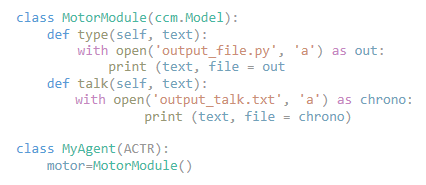 class MotorModule(ccm.Model):
    def type(self, text):
        with open('output_file.py', 'a') as out:
            print (text, file = out
    def talk(self, text):
        with open('output_talk.txt', 'a') as chrono:
                print (text, file = chrono)

class MyAgent(ACTR):
    motor=MotorModule()